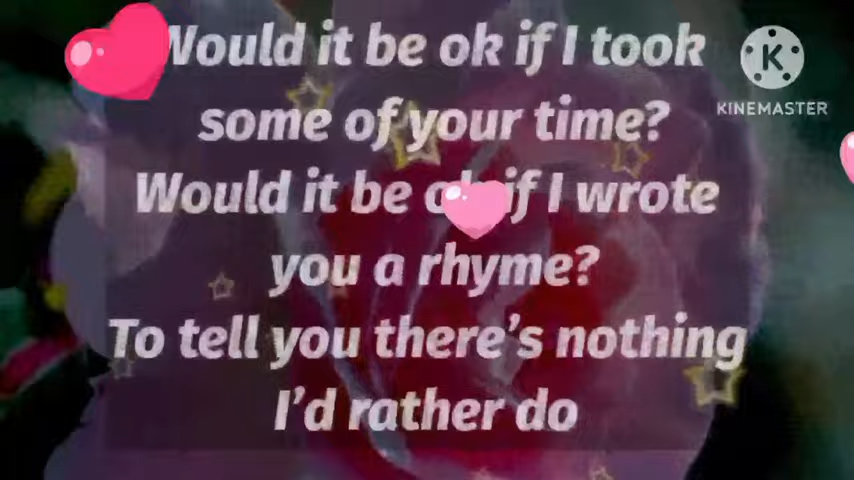 Would it be ok if I took
some of your time?
Would it be ok if I wrote
you a rhyme?
To tell you there's nothing
I'd rather do
K
KINEMASTER